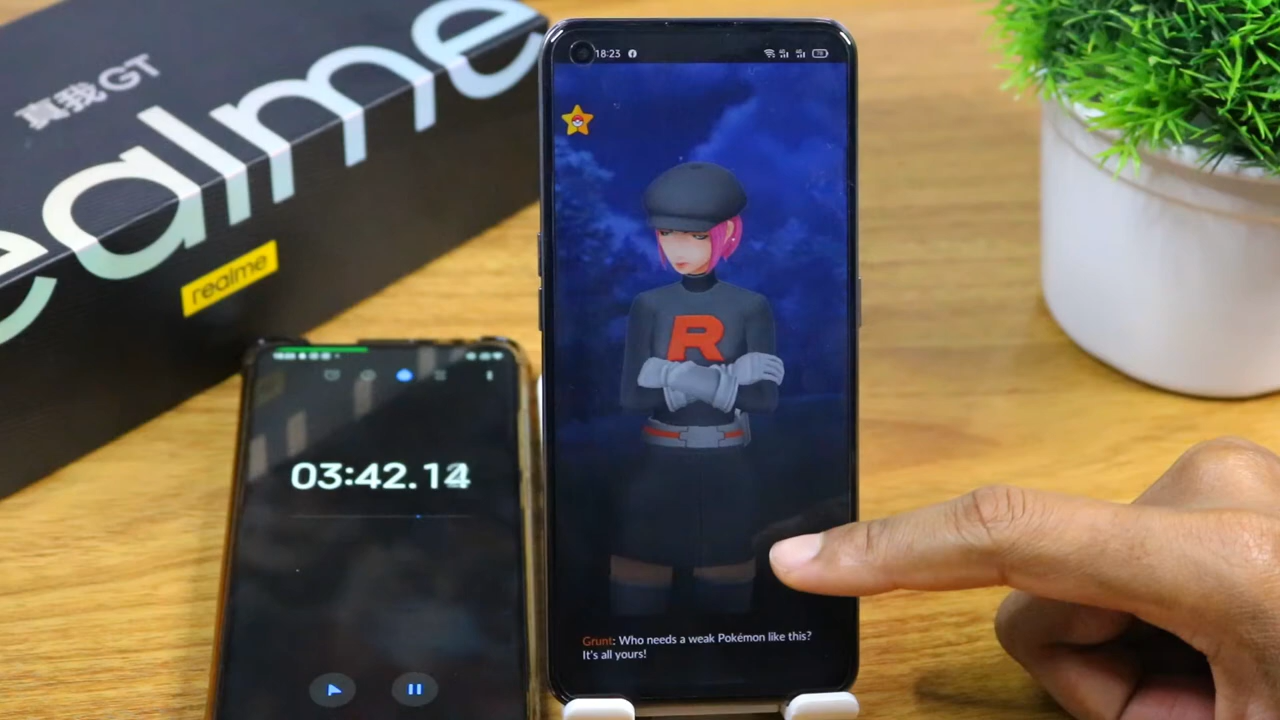 真我GT
realme
realme
18:23
R
03:42.14
Grunt: Who needs a weak Pokémon like this?
It's all yours!